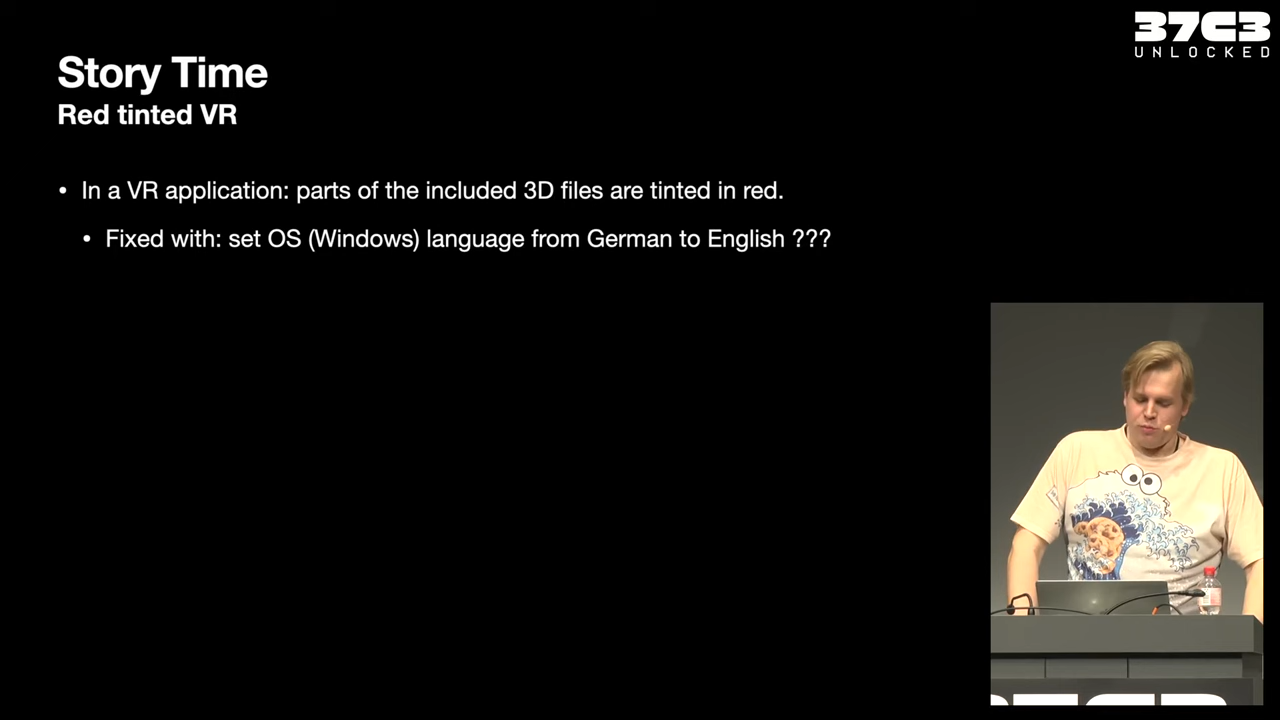 37C3
UNLOCKED
Story Time
Red tinted VR
• In a VR application: parts of the included 3D files are tinted in red.
• Fixed with: set OS (Windows) language from German to English ???